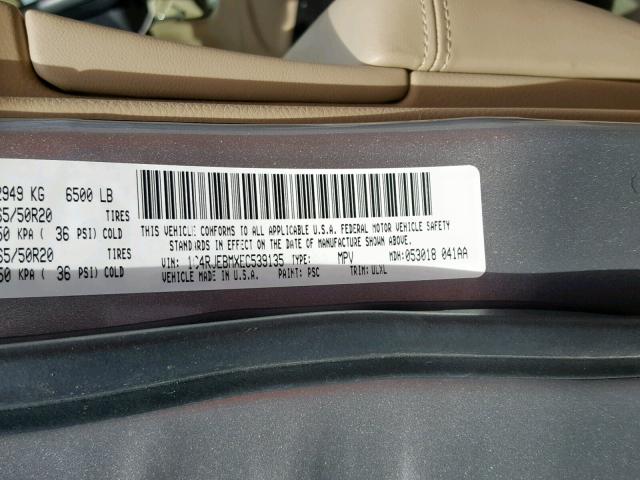 2949 KG 6500 LB
65/50R20 TIRES
50 KPA ( 36 PSI) COLD
65/50R20 TIRES
50 KPA ( 36 PSI) COLD
THIS VEHICLE CONFORMS TO ALL APPLICABLE U.S.A. FEDERAL MOTOR VEHICLE SAFETY
STANDARDS IN EFFECT ON THE DATE OF MANUFACTURE SHOWN ABOVE.
VIN: 1C4RJEBMXEC539135 TYPE: MPV MDH: 053018 041AA
VEHICLE MADE IN U.S.A. PAINT: PSC TRIM: ULXL